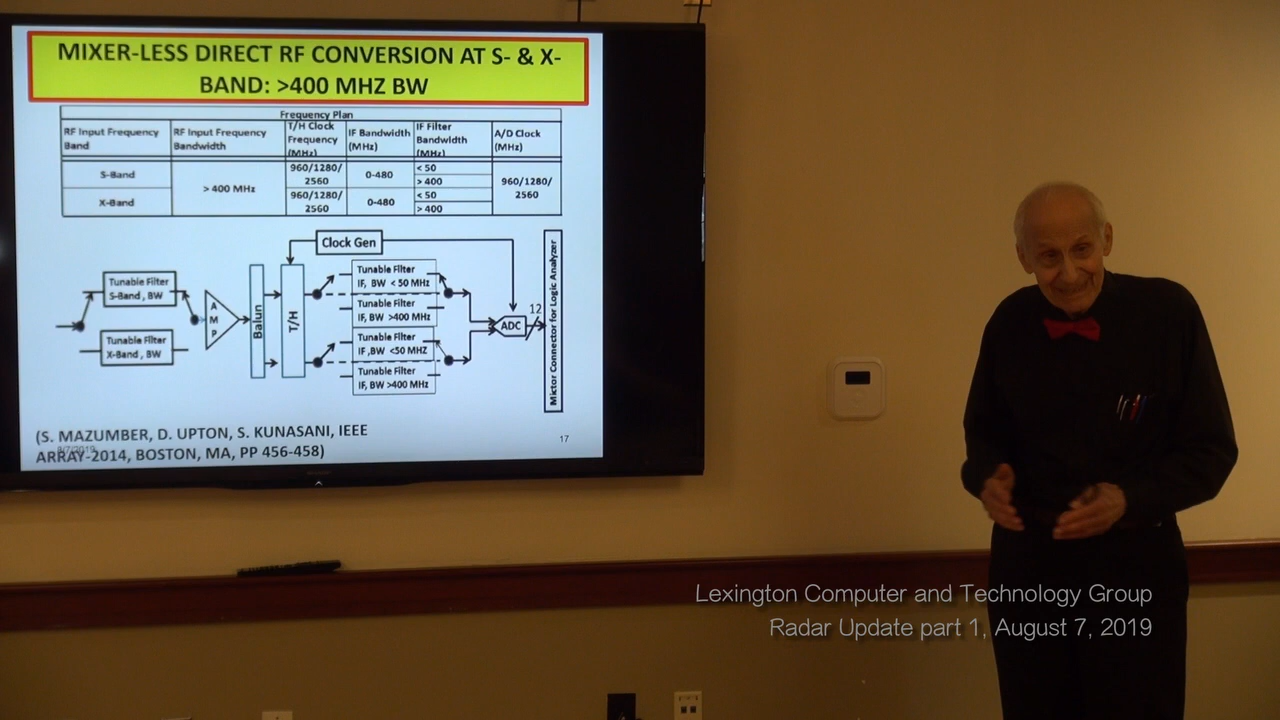 MIXER-LESS DIRECT RF CONVERSION AT S- & X-
BAND: >400 MHZ BW
Frequency Plan
RF Input Frequency
Band
RF Input Frequency
Bandwidth
T/H Clock
Frequency
(MHz)
IF Bandwidth
(MHz)
IF Filter
Bandwidth
(MHz)
A/D Clock
(MHz)
S-Band
> 400 MHz
960/1280/
2560
0-480
< 50
> 400
960/1280/
2560
X-Band
960/1280/
2560
0-480
< 50
> 400
Clock Gen
Tunable Filter
S-Band , BW
Tunable Filter
X-Band , BW
A
M
P
Balun
T/H
Tunable Filter
IF, BW < 50 MHz
Tunable Filter
IF, BW >400 MHz
Tunable Filter
IF ,BW <50 MHZ
Tunable Filter
IF, BW >400 MHz
ADC
12
Mictor Connector for Logic Analyzer
(S. MAZUMBER, D. UPTON, S. KUNASANI, IEEE
ARRAY-2014, BOSTON, MA, PP 456-458)
17
Lexington Computer and Technology Group
Radar Update part 1, August 7, 2019